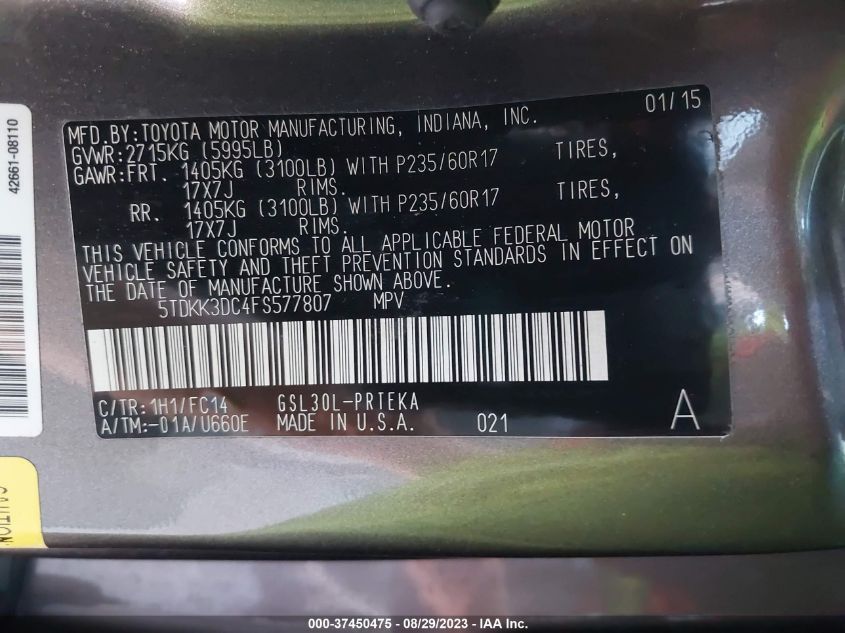 42661-08110
MFD.BY:TOYOTA MOTOR MANUFACTURING, INDIANA, INC. 01/15
GVWR:2715KG (5995LB)
GAWR:FRT. 1405KG (3100LB) WITH P235/60R17 TIRES,
17X7J RIMS.
RR. 1405KG (3100LB) WITH P235/60R17 TIRES,
17X7J RIMS.
THIS VEHICLE CONFORMS TO ALL APPLICABLE FEDERAL MOTOR
VEHICLE SAFETY AND THEFT PREVENTION STANDARDS IN EFFECT ON
THE DATE OF MANUFACTURE SHOWN ABOVE.
5TDKK3DC4FS577807 MPV
C/TR:1H1/FC14 GSL30L-PRTEKA
A/TM:-01A/U660E MADE IN U.S.A. 021 A
000-37450475 - 08/29/2023 - IAA Inc.